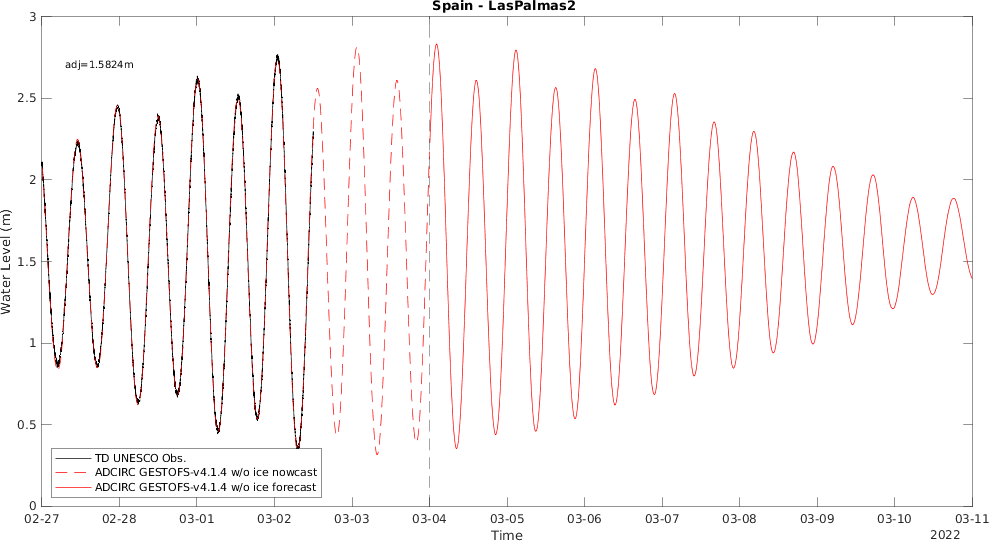 Spain - LasPalmas2
adj=1.5824m
Water Level (m)
3
2.5
2
1.5
1
0.5
0
TD UNESCO Obs.
ADCIRC GESTOFS-v4.1.4 w/o ice nowcast
ADCIRC GESTOFS-v4.1.4 w/o ice forecast
02-27 02-28 03-01 03-02 03-03 03-04 03-05 03-06 03-07 03-08 03-09 03-10 03-11
Time
2022